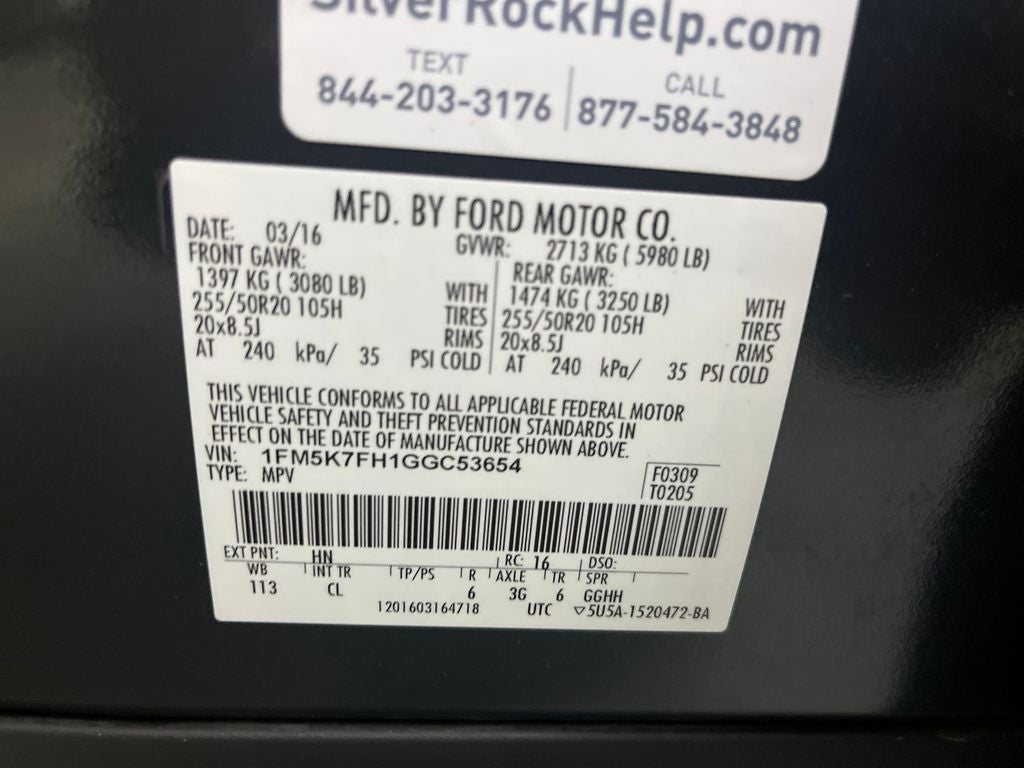 SilverRockHelp.com
TEXT CALL
844-203-3176 877-584-3848
MFD. BY FORD MOTOR CO.
DATE: 03/16 GVWR: 2713 KG ( 5980 LB)
FRONT GAWR: REAR GAWR:
1397 KG ( 3080 LB) WITH 1474 KG ( 3250 LB) WITH
255/50R20 105H TIRES 255/50R20 105H TIRES
20x8.5J RIMS 20x8.5J RIMS
AT 240 kPa/ 35 PSI COLD AT 240 kPa/ 35 PSI COLD
THIS VEHICLE CONFORMS TO ALL APPLICABLE FEDERAL MOTOR
VEHICLE SAFETY AND THEFT PREVENTION STANDARDS IN
EFFECT ON THE DATE OF MANUFACTURE SHOWN ABOVE.
VIN: 1FM5K7FH1GGC53654
TYPE: MPV F0309
T0205
EXT PNT: HN RC: 16 DSO:
WB INT TR TP/PS R AXLE TR SPR
113 CL 6 3G 6 GGHH
1201603164718 UTC ▽5U5A-1520472-BA